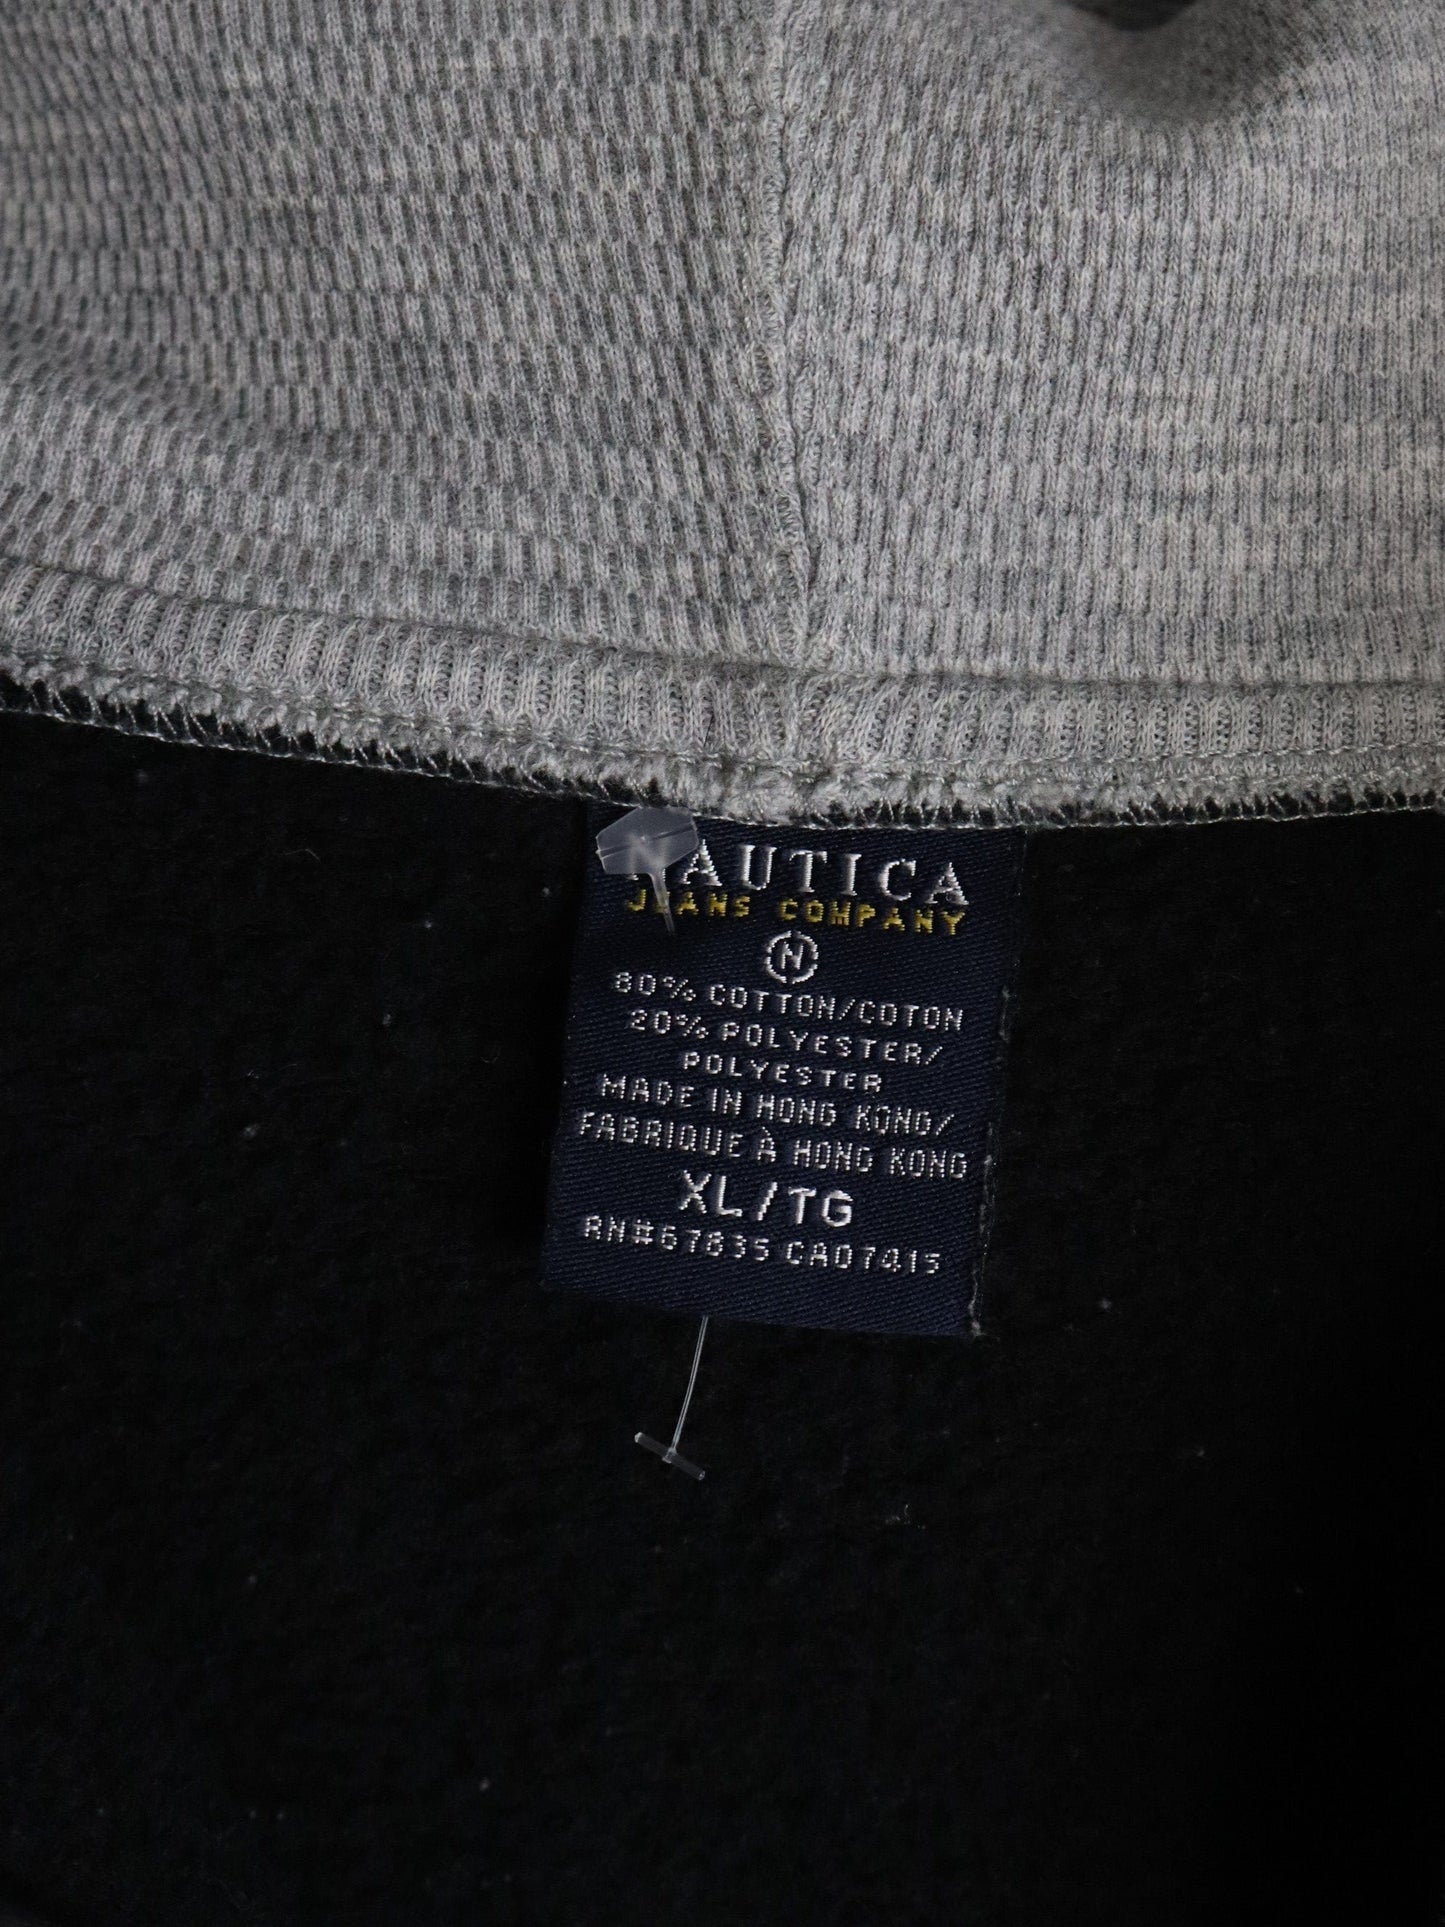 NAUTICA
JEANS COMPANY
N
80% COTTON/COTON
20% POLYESTER/
POLYESTER
MADE IN HONG KONG/
FABRIQUE À HONG KONG
XL/TG
RN#67835 CA07415